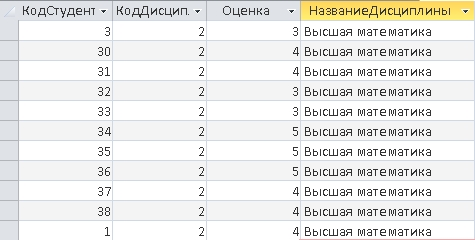 КодСтудент КодДисцип. Оценка НазваниеДисциплины
3 2 3 Высшая математика
30 2 4 Высшая математика
31 2 4 Высшая математика
32 2 3 Высшая математика
33 2 3 Высшая математика
34 2 5 Высшая математика
35 2 5 Высшая математика
36 2 5 Высшая математика
37 2 4 Высшая математика
38 2 4 Высшая математика
1 2 4 Высшая математика